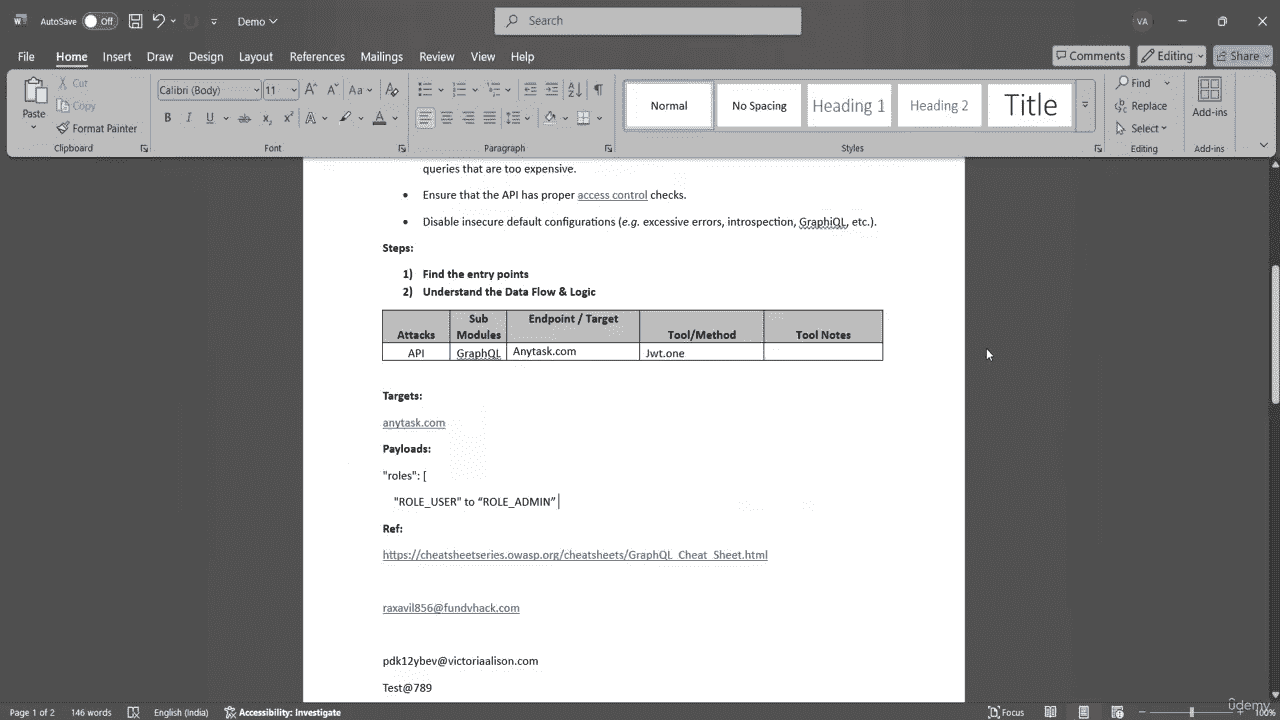 AutoSave Off Demo Search VA
File Home Insert Draw Design Layout References Mailings Review View Help Comments Editing Share
Paste Cut Copy Format Painter Clipboard
Calibri (Body) 11 Font
Paragraph
Normal No Spacing Heading 1 Heading 2 Title Styles
Find Replace Select Editing
Add-ins Add-ins
queries that are too expensive.
• Ensure that the API has proper access control checks.
• Disable insecure default configurations (e.g. excessive errors, introspection, GraphiQL, etc.).
Steps:
1) Find the entry points
2) Understand the Data Flow & Logic
Attacks Sub Modules Endpoint / Target Tool/Method Tool Notes
API GraphQL Anytask.com Jwt.one
Targets:
anytask.com
Payloads:
"roles": [
"ROLE_USER" to “ROLE_ADMIN”
Ref:
https://cheatsheetseries.owasp.org/cheatsheets/GraphQL_Cheat_Sheet.html
raxavil856@fundvhack.com
pdk12ybev@victoriaalison.com
Test@789
Page 1 of 2 146 words English (India) Accessibility: Investigate Focus 100%
ûdemy